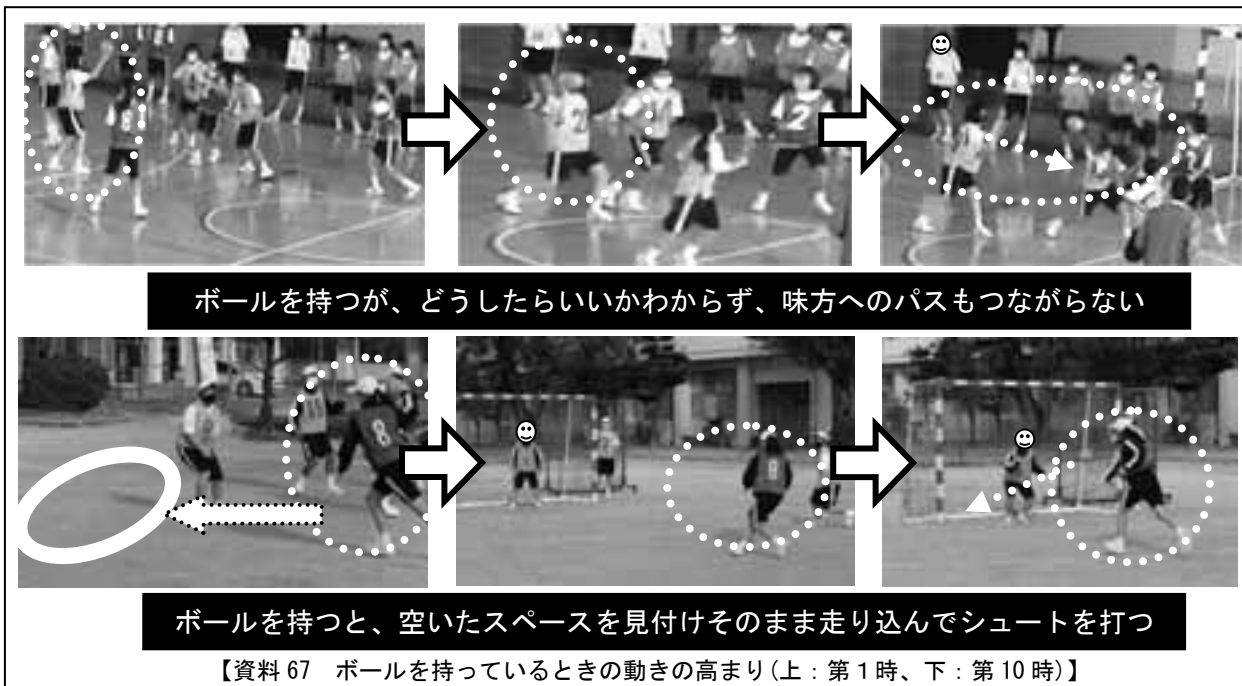 ボールを持つが、どうしたらいいかわからず、味方へのパスもつながらない
8
ボールを持つと、空いたスペースを見付けそのまま走り込んでシュートを打つ
【資料 67　ボールを持っているときの動きの高まり(上：第１時、下：第 10 時)】